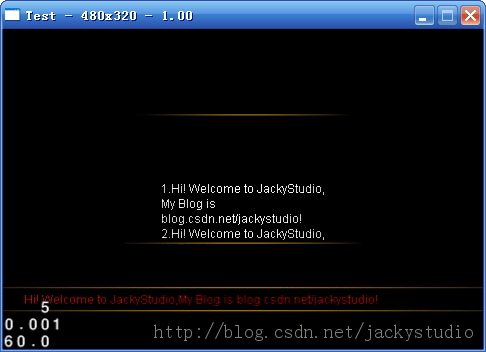 Test - 480x320 - 1.00
1.Hi! Welcome to JackyStudio,
My Blog is
blog.csdn.net/jackystudio!
2.Hi! Welcome to JackyStudio,
Hi! Welcome to JackyStudio,My Blog is blog.csdn.net/jackystudio!
5
0.001
60.0
http://blog.csdn.net/jackystudio